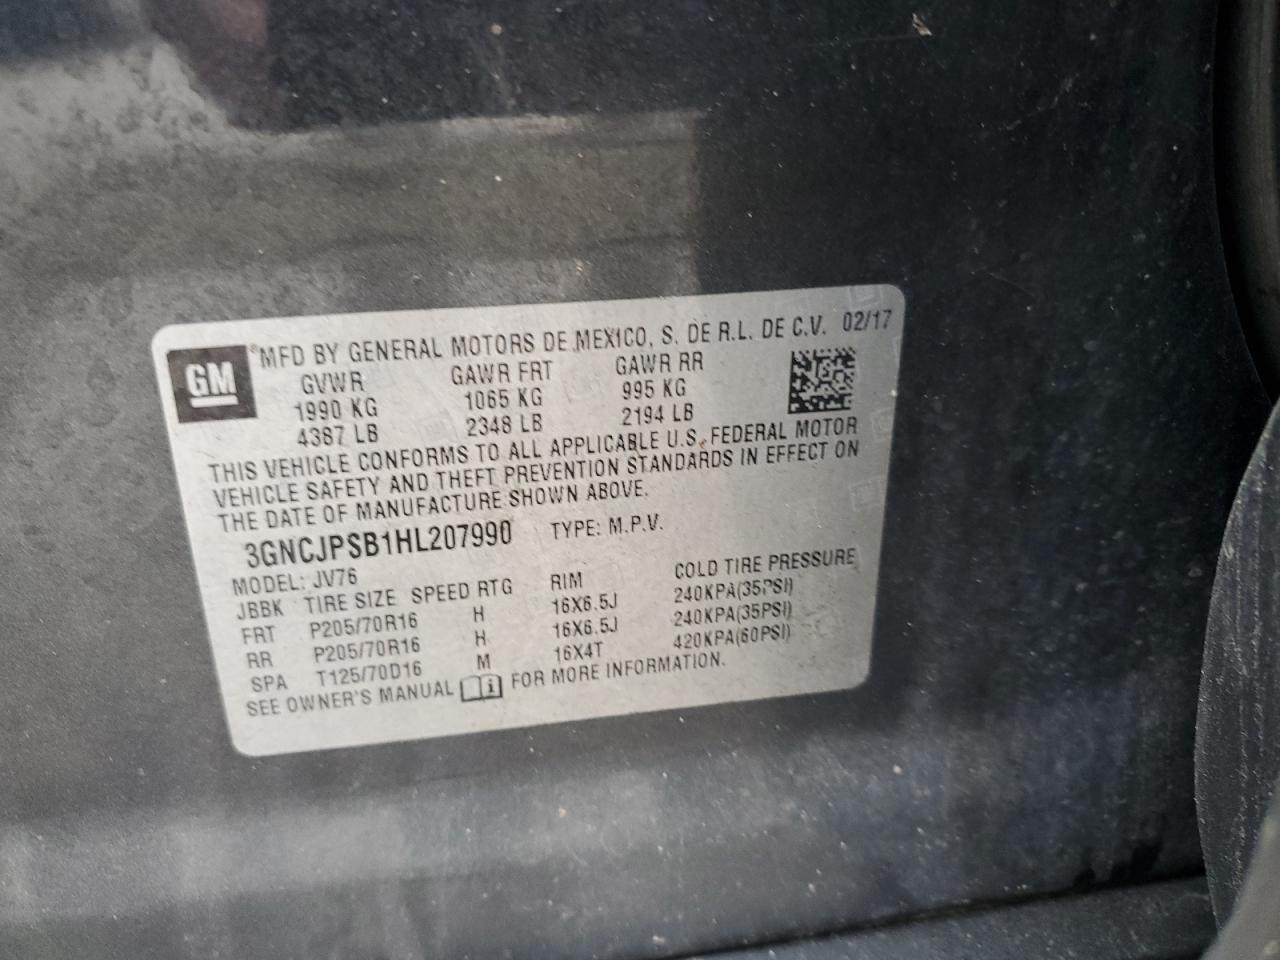 GM ®MFD BY GENERAL MOTORS DE MEXICO, S. DE R.L. DE C.V. 02/17
GVWR GAWR FRT GAWR RR
1990 KG 1065 KG 995 KG
4387 LB 2348 LB 2194 LB
THIS VEHICLE CONFORMS TO ALL APPLICABLE U.S. FEDERAL MOTOR
VEHICLE SAFETY AND THEFT PREVENTION STANDARDS IN EFFECT ON
THE DATE OF MANUFACTURE SHOWN ABOVE.
3GNCJPSB1HL207990 TYPE: M.P.V.
MODEL: JV76
JBBK TIRE SIZE SPEED RTG RIM COLD TIRE PRESSURE
FRT P205/70R16 H 16X6.5J 240KPA(35PSI)
RR P205/70R16 H 16X6.5J 240KPA(35PSI)
SPA T125/70D16 M 16X4T 420KPA(60PSI)
SEE OWNER'S MANUAL FOR MORE INFORMATION.